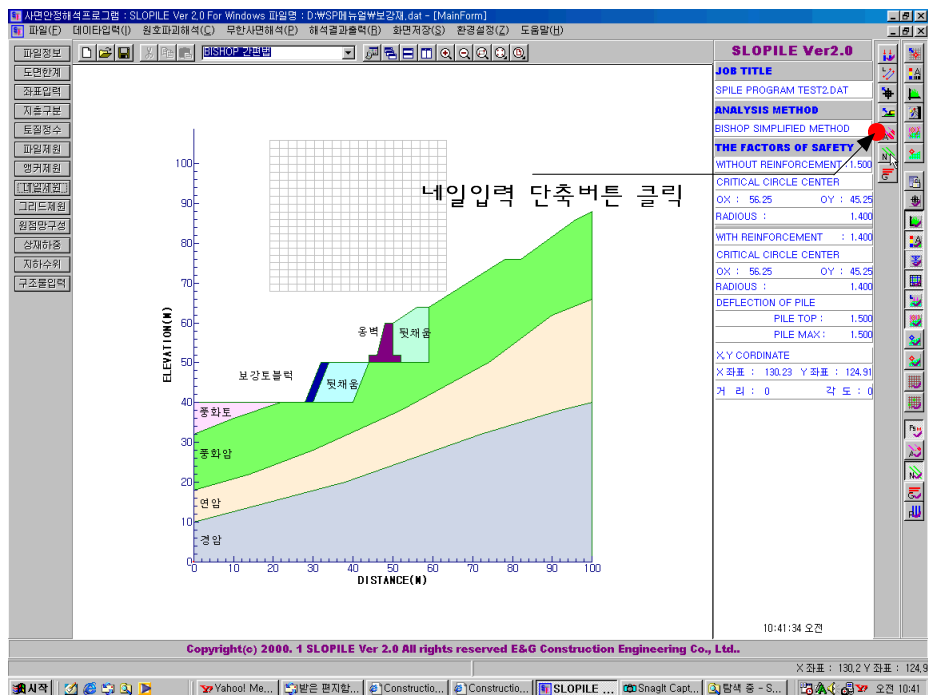 사면안정해석프로그램 : SLOPILE Ver 2.0 For Windows 파일명 : D:₩SP메뉴얼₩보강재.dat - [MainForm]
파일(F) 데이타입력(I) 원호파괴해석(C) 무한사면해석(P) 해석결과출력(R) 화면저장(S) 환경설정(Z) 도움말(H)
BISHOP 간편법
파일정보
도면한계
좌표입력
지층구분
토질정수
파일제원
앵커제원
네일제원
그리드제원
원점망구성
상재하중
지하수위
구조물입력
ELEVATION(M)
100
90
80
70
60
50
40
30
20
10
0
0 10 20 30 40 50 60 70 80 90 100
DISTANCE(M)
네일입력 단축버튼 클릭
옹벽
뒷채움
보강토블럭
뒷채움
풍화토
풍화암
연암
경암
SLOPILE Ver2.0
JOB TITLE
SPILE PROGRAM TEST2.DAT
ANALYSIS METHOD
BISHOP SIMPLIFIED METHOD
THE FACTORS OF SAFETY
WITHOUT REINFORCEMENT 1.500
CRITICAL CIRCLE CENTER
OX : 56.25 OY : 45.25
RADIOUS : 1.400
WITH REINFORCEMENT : 1.400
CRITICAL CIRCLE CENTER
OX : 56.25 OY : 45.25
RADIOUS : 1.400
DEFLECTION OF PILE
PILE TOP : 1.500
PILE MAX : 1.500
X,Y CORDINATE
X 좌표 : 130.23 Y 좌표 : 124.91
거 리 : 0 각 도 : 0
10:41:34 오전
Copyright(c) 2000. 1 SLOPILE Ver 2.0 All rights reserved E&G Construction Engineering Co., Ltd..
X 좌표 : 130,2 Y 좌표 : 124,9
시작 Yahoo! Me... 받은 편지함... Constructio... Constructio... SLOPILE ... SnagIt Capt... 탐색 중 - S... 오전 10:41